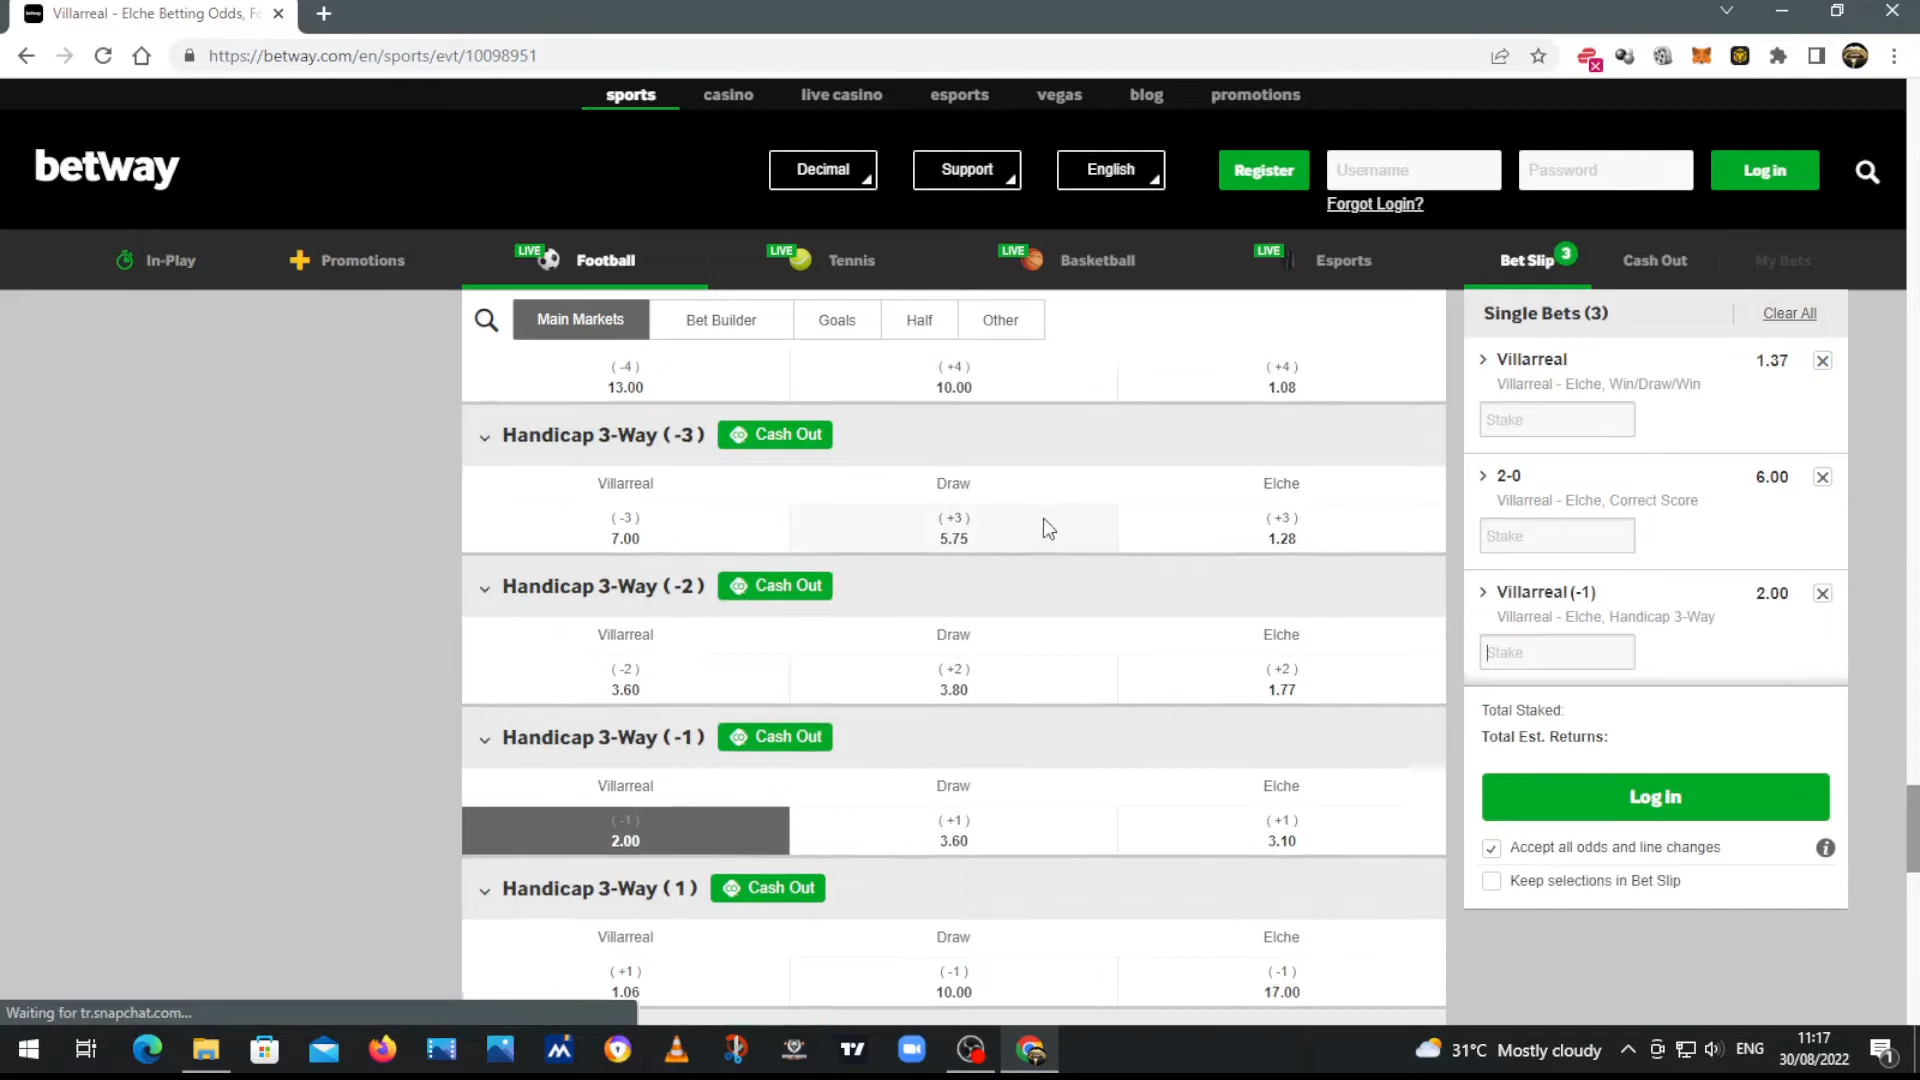 Villarreal - Elche Betting Odds, Fo
https://betway.com/en/sports/evt/10098951
sports casino live casino esports vegas blog promotions
betway
Decimal Support English Register Username Password Log in
Forgot Login?
In-Play Promotions LIVE Football LIVE Tennis LIVE Basketball LIVE Esports Bet Slip 3 Cash Out My Bets
Main Markets Bet Builder Goals Half Other
( -4 ) ( +4 ) ( +4 )
13.00 10.00 1.08
Handicap 3-Way ( -3 ) CO Cash Out
Villarreal Draw Elche
( -3 ) ( +3 ) ( +3 )
7.00 5.75 1.28
Handicap 3-Way ( -2 ) CO Cash Out
Villarreal Draw Elche
( -2 ) ( +2 ) ( +2 )
3.60 3.80 1.77
Handicap 3-Way ( -1 ) CO Cash Out
Villarreal Draw Elche
( -1 ) ( +1 ) ( +1 )
2.00 3.60 3.10
Handicap 3-Way ( 1 ) CO Cash Out
Villarreal Draw Elche
( +1 ) ( -1 ) ( -1 )
1.06 10.00 17.00
Single Bets (3) Clear All
Villarreal 1.37
Villarreal - Elche, Win/Draw/Win
Stake
2-0 6.00
Villarreal - Elche, Correct Score
Stake
Villarreal (-1) 2.00
Villarreal - Elche, Handicap 3-Way
Stake
Total Staked:
Total Est. Returns:
Log in
Accept all odds and line changes
Keep selections in Bet Slip
Waiting for tr.snapchat.com...
31°C Mostly cloudy ENG
11:17
30/08/2022
1